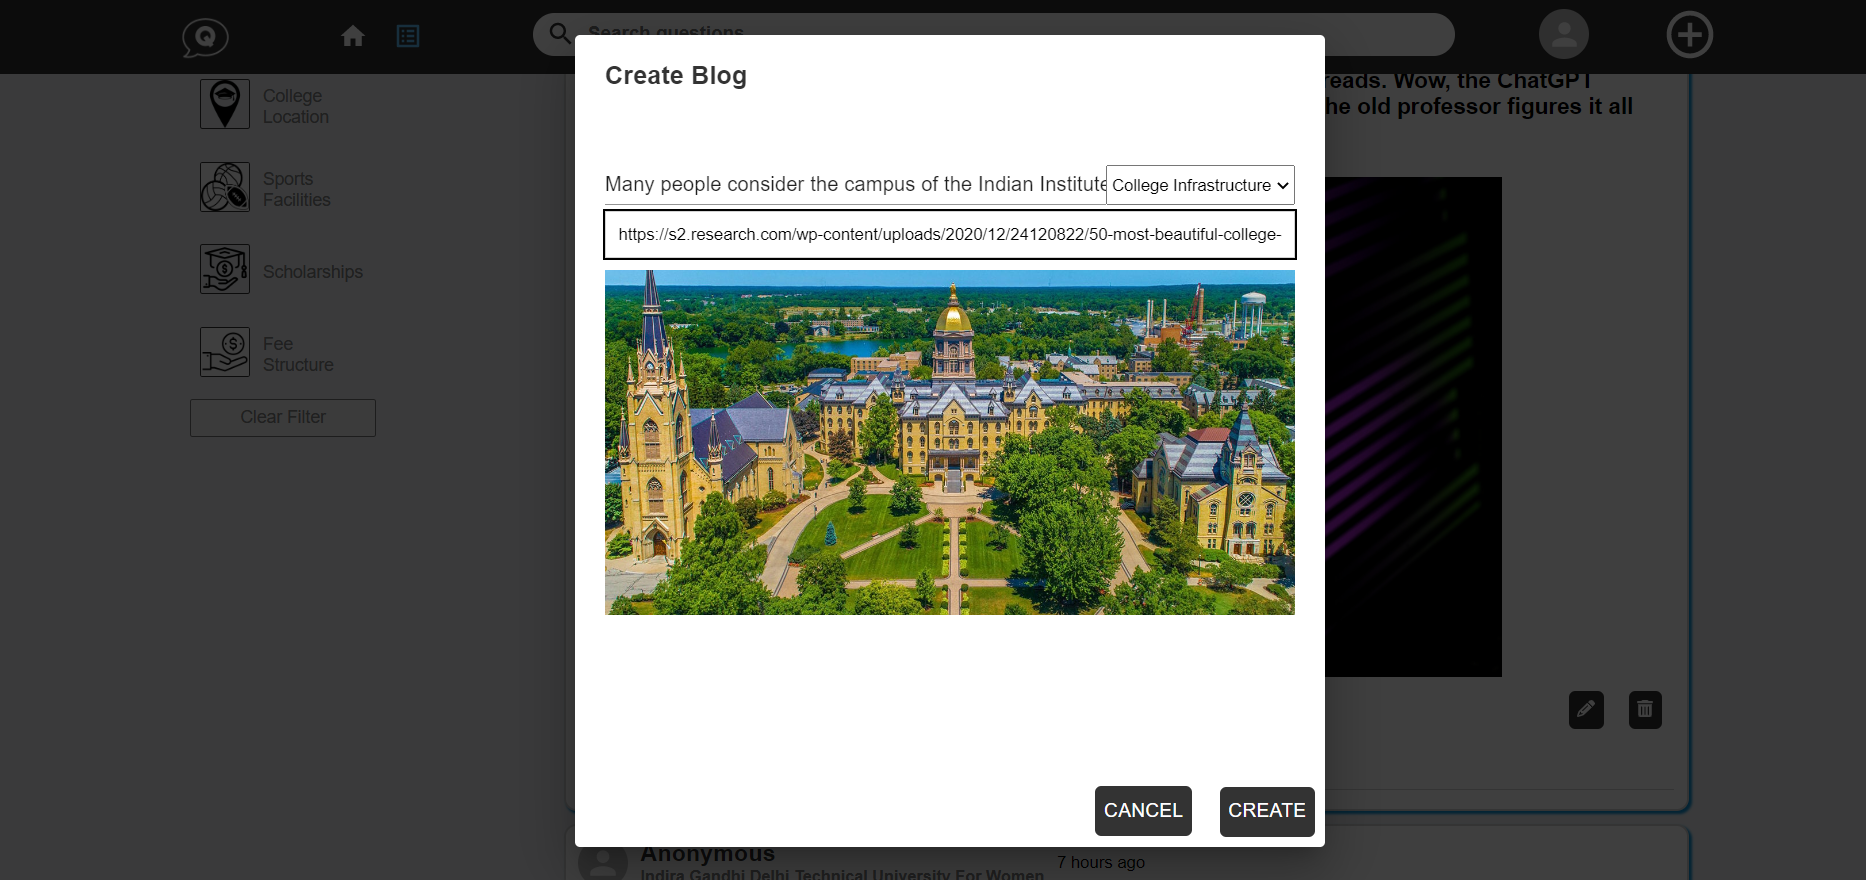 Q
Search questions
Create Blog
College
Location
Sports
Facilities
Scholarships
Fee
Structure
Clear Filter
reads. Wow, the ChatGPT
he old professor figures it all
Many people consider the campus of the Indian Institute
College Infrastructure
https://s2.research.com/wp-content/uploads/2020/12/24120822/50-most-beautiful-college-
CANCEL
CREATE
Anonymous
7 hours ago
Indira Gandhi Delhi Technical University For Women